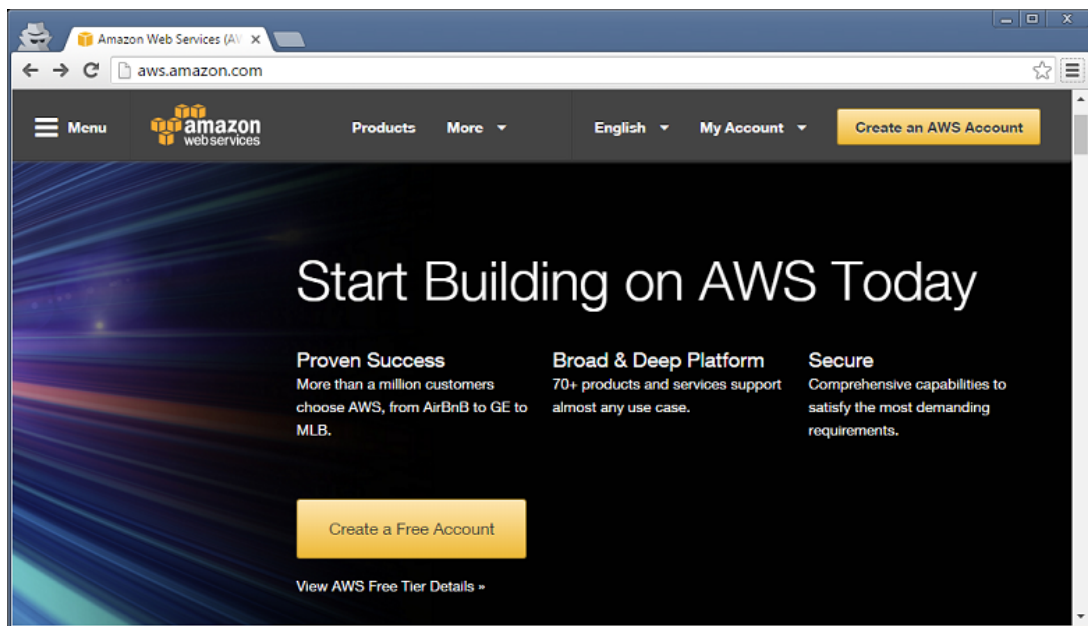 Amazon Web Services (AV
aws.amazon.com
Menu
amazon
webservices
Products
More
English
My Account
Create an AWS Account
Start Building on AWS Today
Proven Success
More than a million customers
choose AWS, from AirBnB to GE to
MLB.
Broad & Deep Platform
70+ products and services support
almost any use case.
Secure
Comprehensive capabilities to
satisfy the most demanding
requirements.
Create a Free Account
View AWS Free Tier Details »